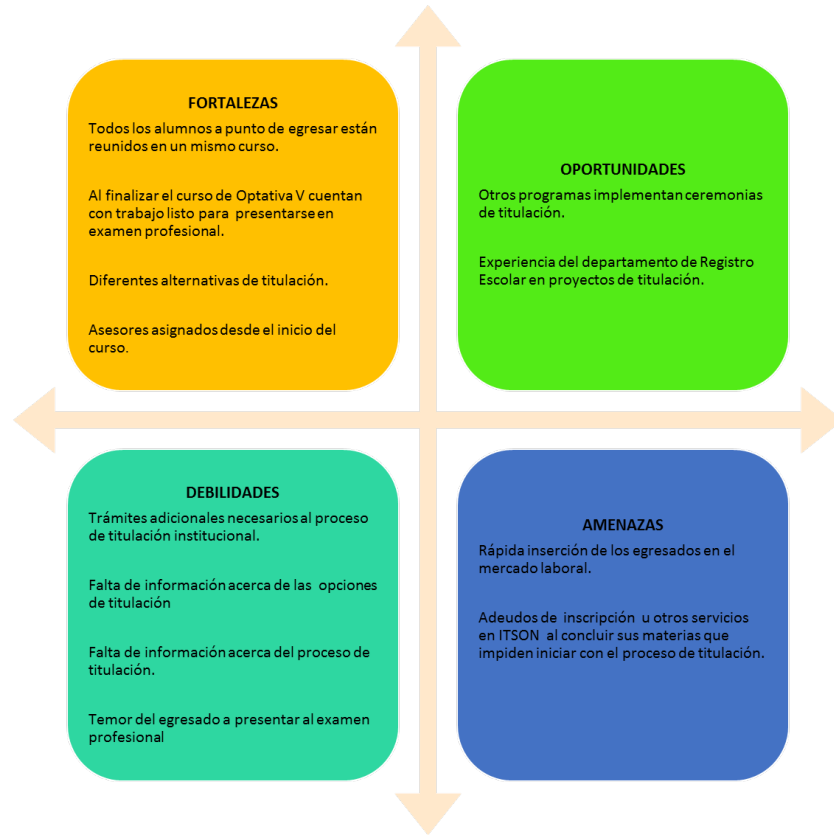 FORTALEZAS
Todos los alumnos a punto de egresar están
reunidos en un mismo curso.
Al finalizar el curso de Optativa V cuentan
con trabajo listo para presentarse en
examen profesional.
Diferentes alternativas de titulación.
Asesores asignados desde el inicio del
curso.
OPORTUNIDADES
Otros programas implementan ceremonias
de titulación.
Experiencia del departamento de Registro
Escolar en proyectos de titulación.
DEBILIDADES
Trámites adicionales necesarios al proceso
de titulación institucional.
Falta de información acerca de las opciones
de titulación
Falta de información acerca del proceso de
titulación.
Temor del egresado a presentar al examen
profesional
AMENAZAS
Rápida inserción de los egresados en el
mercado laboral.
Adeudos de inscripción u otros servicios
en ITSON al concluir sus materias que
impiden iniciar con el proceso de titulación.